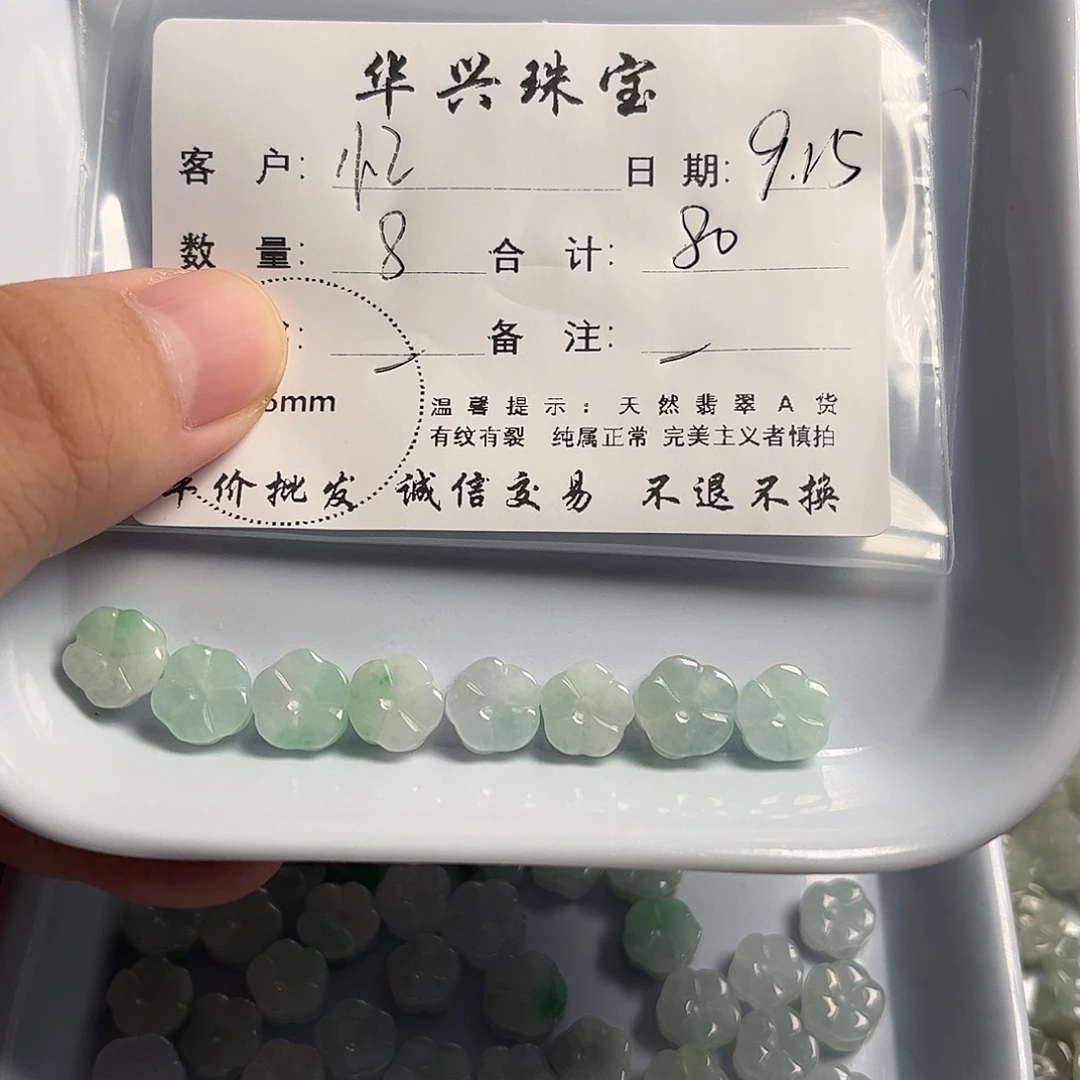 华兴珠宝
客 户: 日 期: 9.15
数 量: 8 合 计: 80
备 注:
mm 温馨提示：天然翡翠A货
有纹有裂 纯属正常 完美主义者慎拍
价批发 诚信交易 不退不换